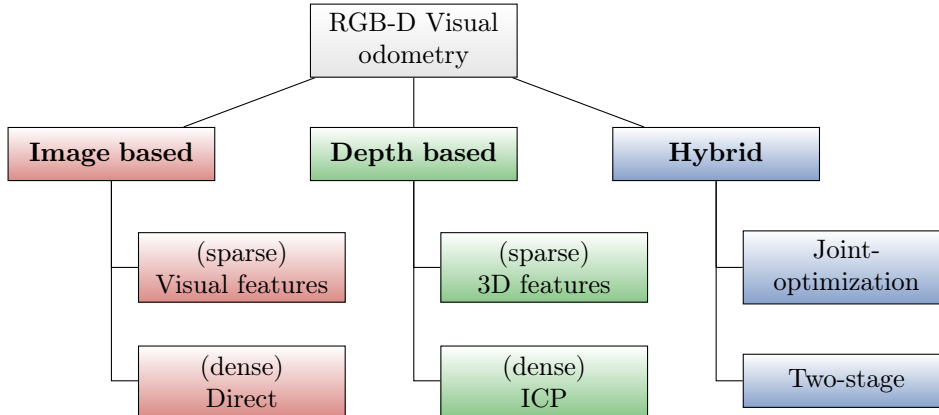 RGB-D Visual
odometry
Image based
Depth based
Hybrid
(sparse)
Visual features
(sparse)
3D features
Joint-
optimization
(dense)
Direct
(dense)
ICP
Two-stage